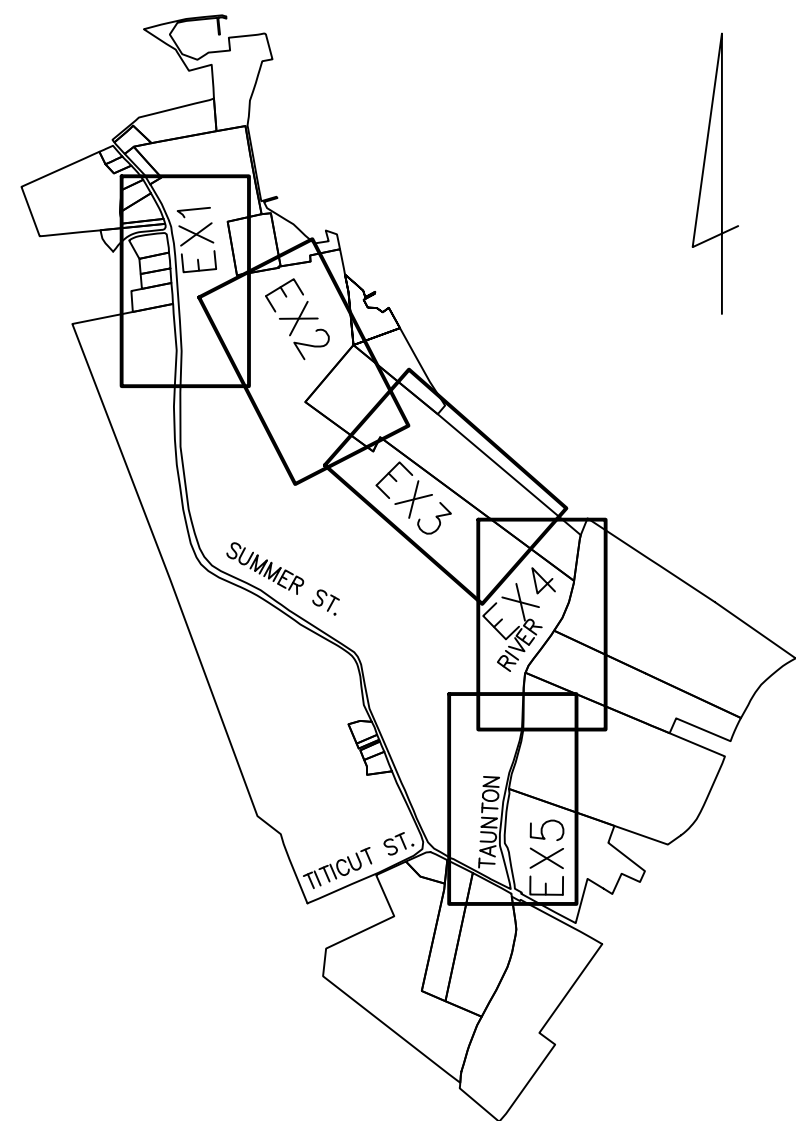 EX1
EX2
EX3
SUMMER ST.
EX4
RIVER
TAUNTON
EX5
TITICUT ST.